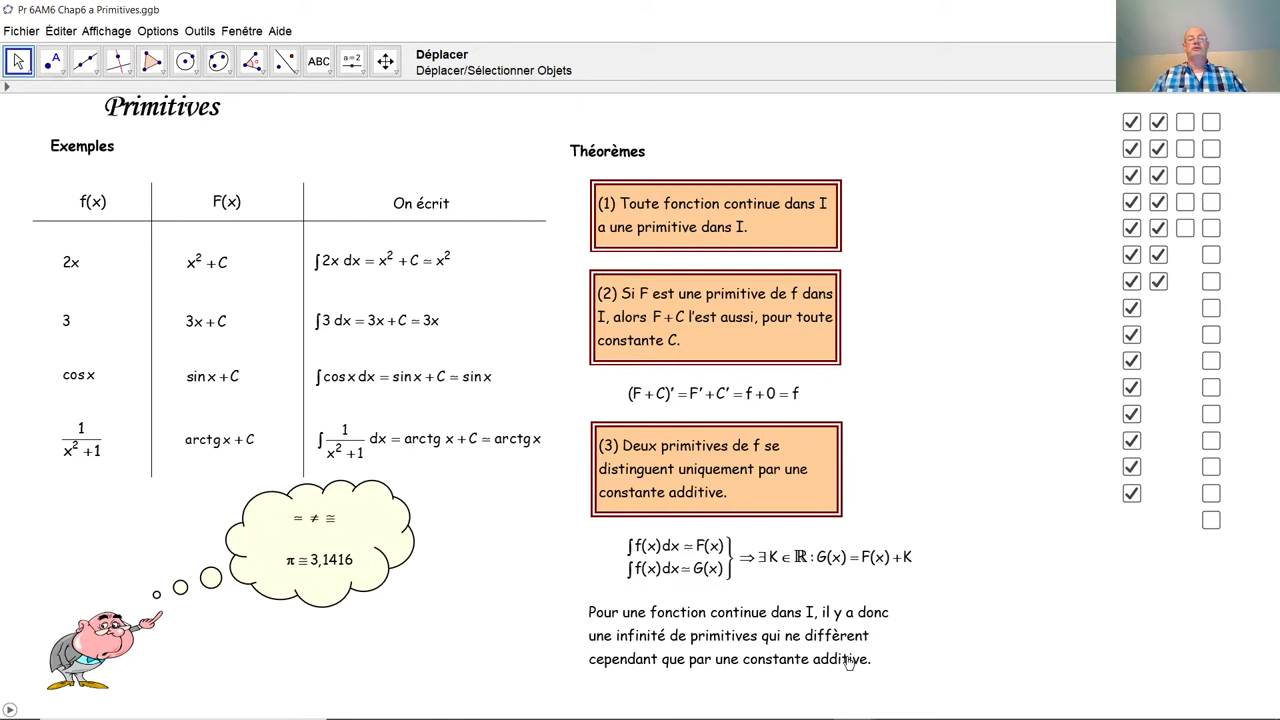 Pr 6AM6 Chap6 a Primitives.ggb
Fichier Éditer Affichage Options Outils Fenêtre Aide
A
ABC
a=2
Déplacer
Déplacer/Sélectionner Objets
Primitives
Exemples
f(x) F(x) On écrit
2x x² + C ∫2x dx = x² + C ≃ x²
3 3x + C ∫3 dx = 3x + C ≃ 3x
cos x sin x + C ∫cos x dx = sin x + C ≃ sin x
1/(x² + 1) arctg x + C ∫ 1/(x² + 1) dx = arctg x + C ≃ arctg x
≃ ≠ ≅
π ≅ 3,1416
Théorèmes
(1) Toute fonction continue dans I
a une primitive dans I.
(2) Si F est une primitive de f dans
I, alors F + C l'est aussi, pour toute
constante C.
(F + C)' = F' + C' = f + 0 = f
(3) Deux primitives de f se
distinguent uniquement par une
constante additive.
∫f(x)dx ≃ F(x)
∫f(x)dx ≃ G(x) } ⇒ ∃ K ∈ ℝ : G(x) = F(x) + K
Pour une fonction continue dans I, il y a donc
une infinité de primitives qui ne diffèrent
cependant que par une constante additive.